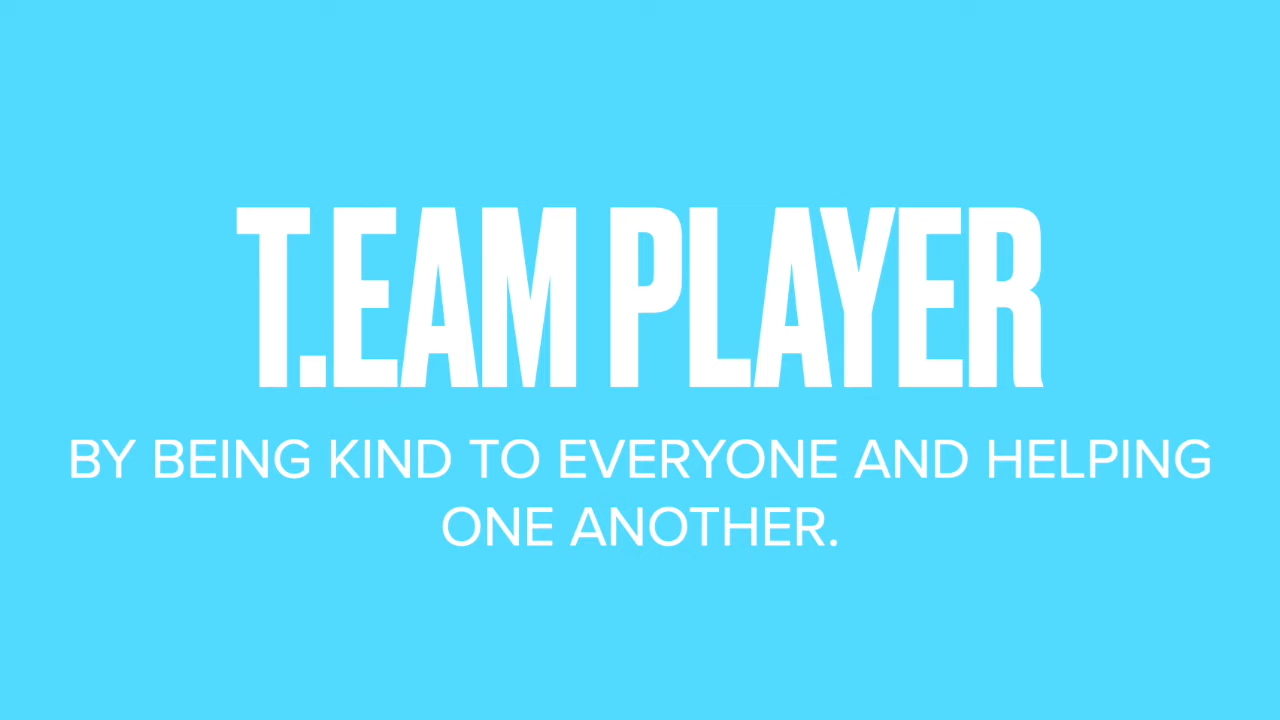 T.EAM PLAYER
BY BEING KIND TO EVERYONE AND HELPING
ONE ANOTHER.